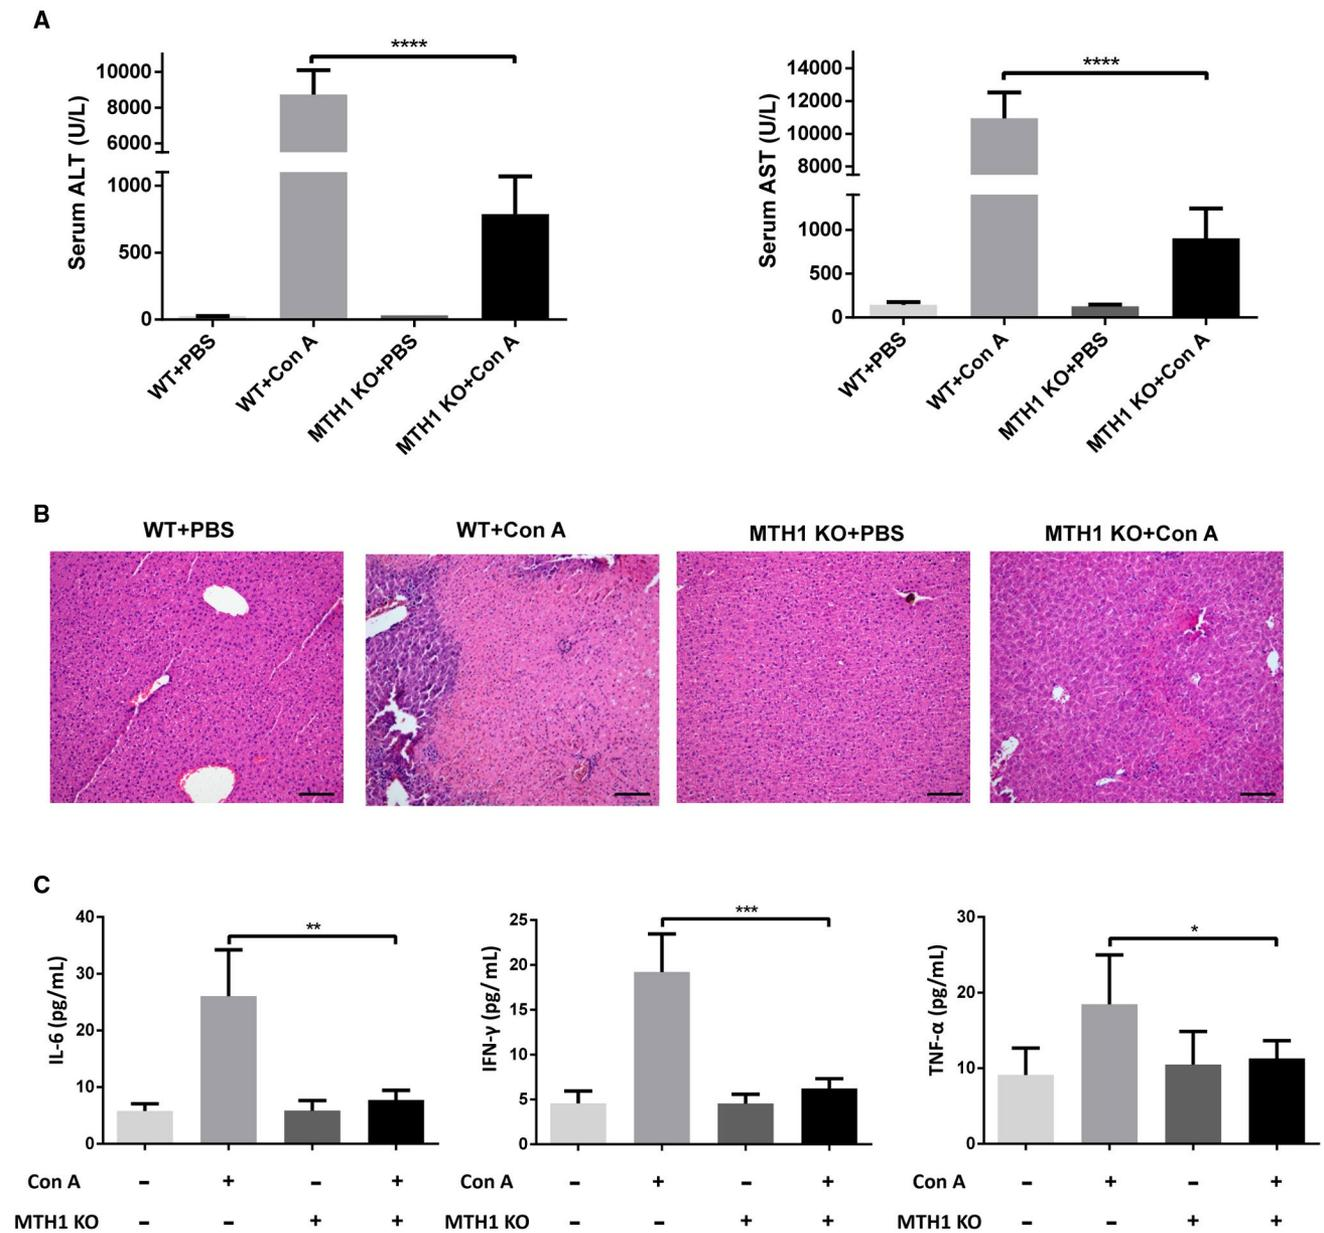 A
****
Serum ALT (U/L)
10000
8000
6000
1000
500
0
WT+PBS
WT+Con A
MTH1 KO+PBS
MTH1 KO+Con A
****
Serum AST (U/L)
14000
12000
10000
8000
1000
500
0
WT+PBS
WT+Con A
MTH1 KO+PBS
MTH1 KO+Con A
B
WT+PBS
WT+Con A
MTH1 KO+PBS
MTH1 KO+Con A
C
**
IL-6 (pg/mL)
40
30
20
10
0
***
IFN-γ (pg/mL)
25
20
15
10
5
0
*
TNF-α (pg/mL)
30
20
10
0
Con A - + - +
MTH1 KO - - + +
Con A - + - +
MTH1 KO - - + +
Con A - + - +
MTH1 KO - - + +